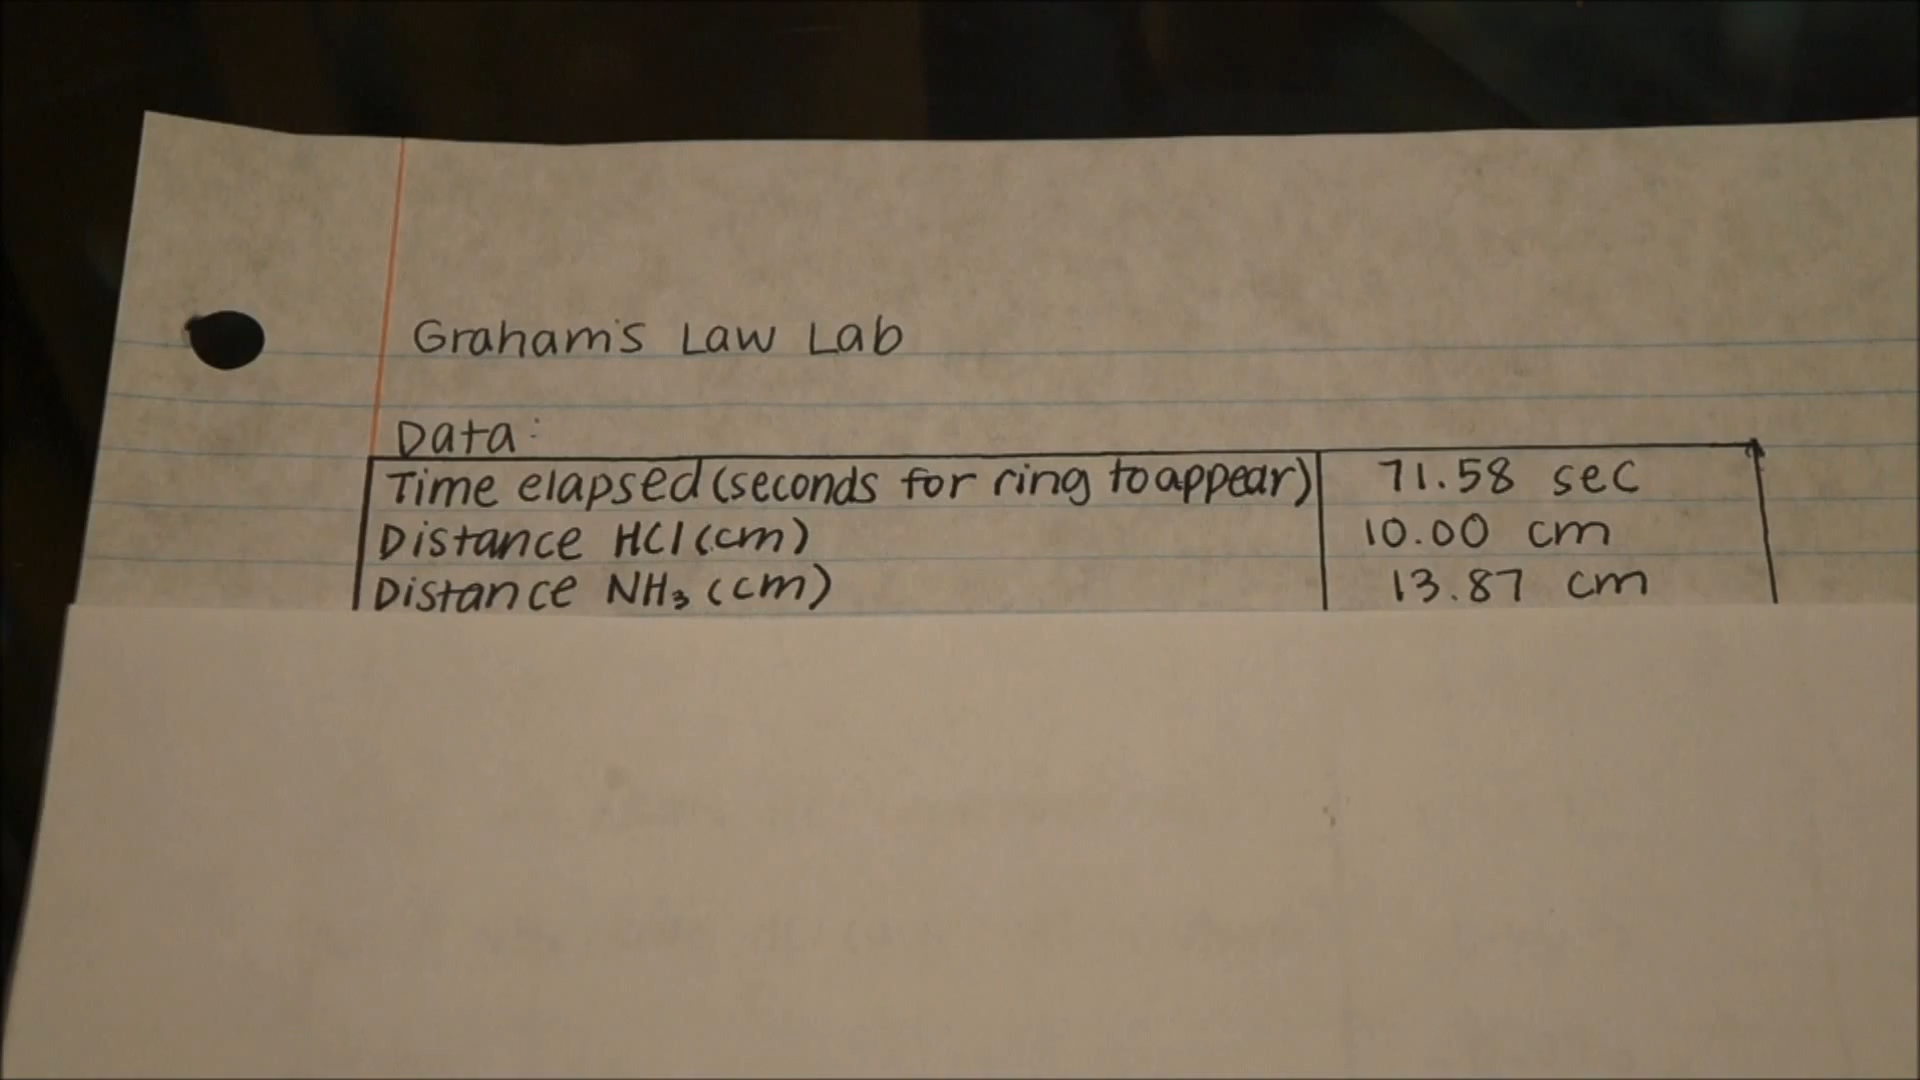 Graham's Law Lab
Data:
Time elapsed (seconds for ring to appear) 71.58 sec
Distance HCl (cm) 10.00 cm
Distance NH₃ (cm) 13.87 cm